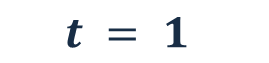 t = 1